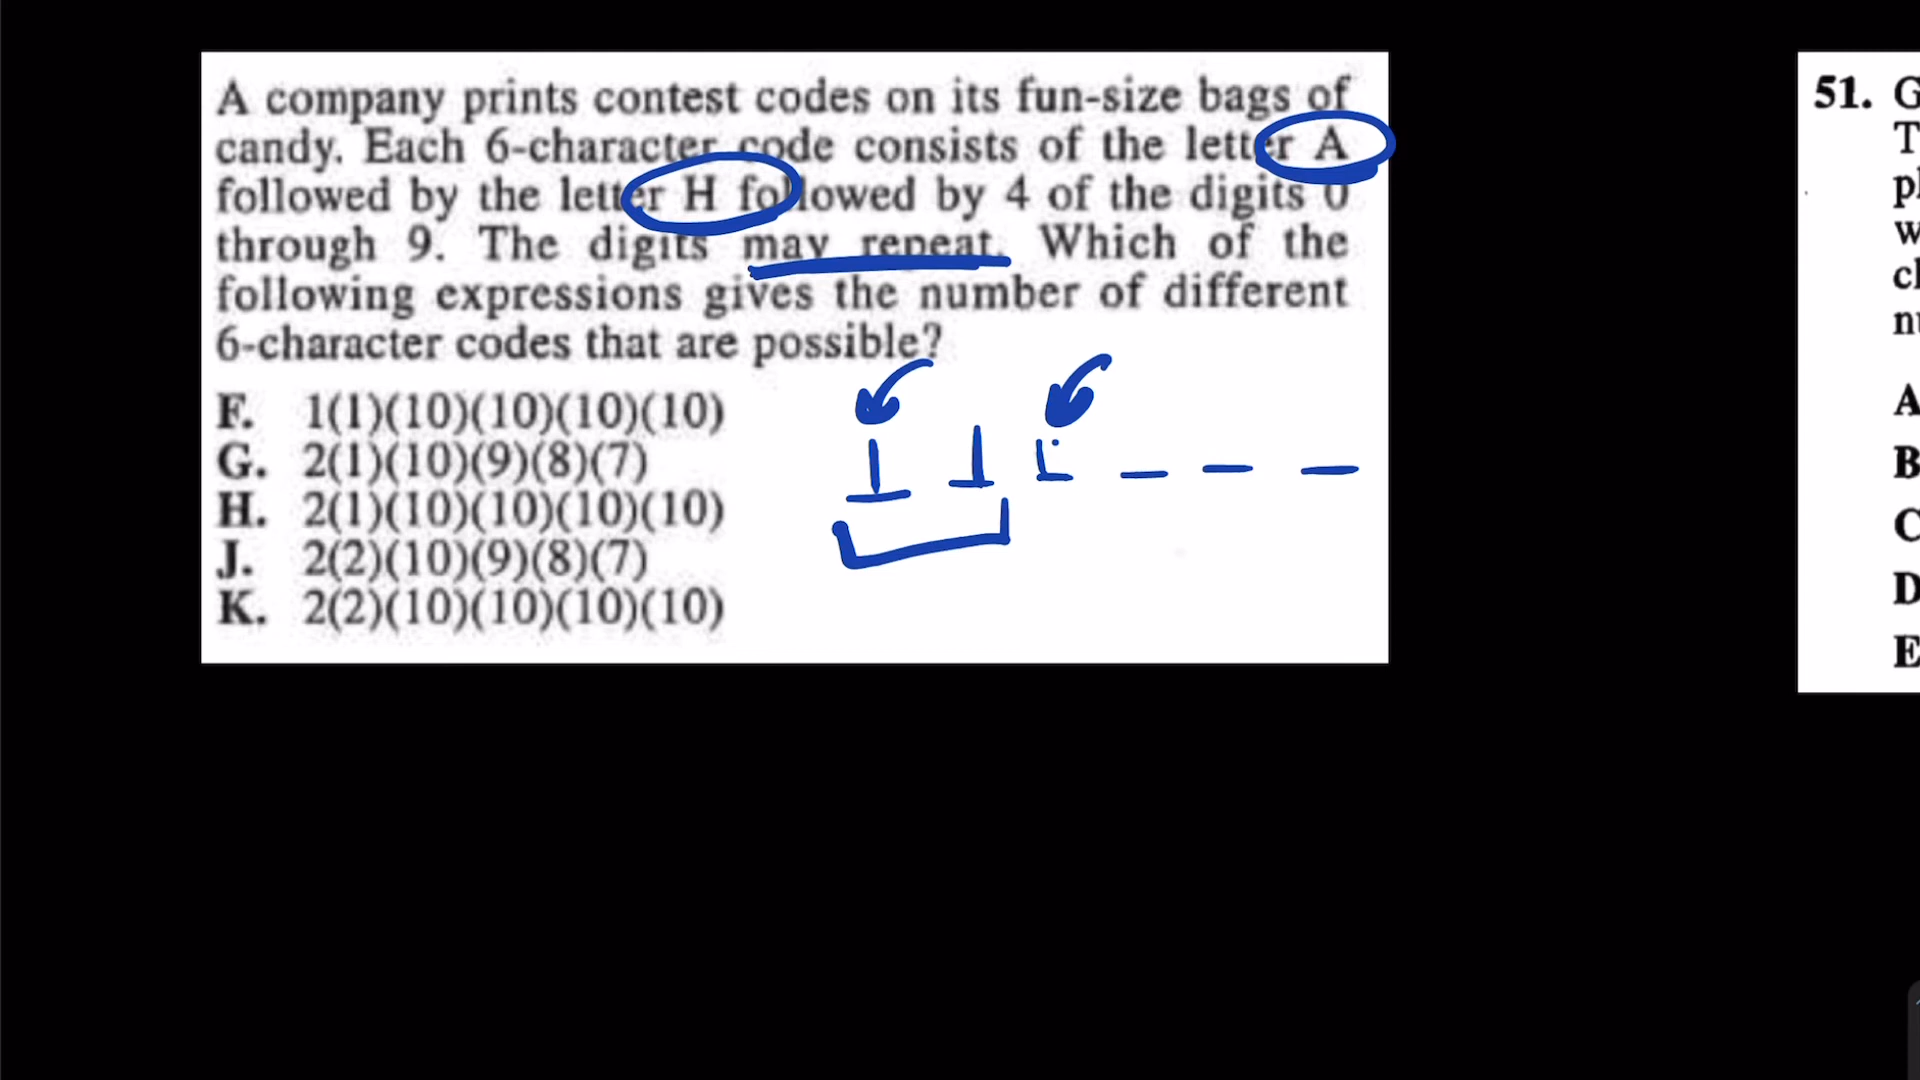 A company prints contest codes on its fun-size bags of
candy. Each 6-character code consists of the letter A
followed by the letter H followed by 4 of the digits 0
through 9. The digits may repeat. Which of the
following expressions gives the number of different
6-character codes that are possible?
F. 1(1)(10)(10)(10)(10)
G. 2(1)(10)(9)(8)(7)
H. 2(1)(10)(10)(10)(10)
J. 2(2)(10)(9)(8)(7)
K. 2(2)(10)(10)(10)(10)
1 1
51. G
T
A
B
C
D
E